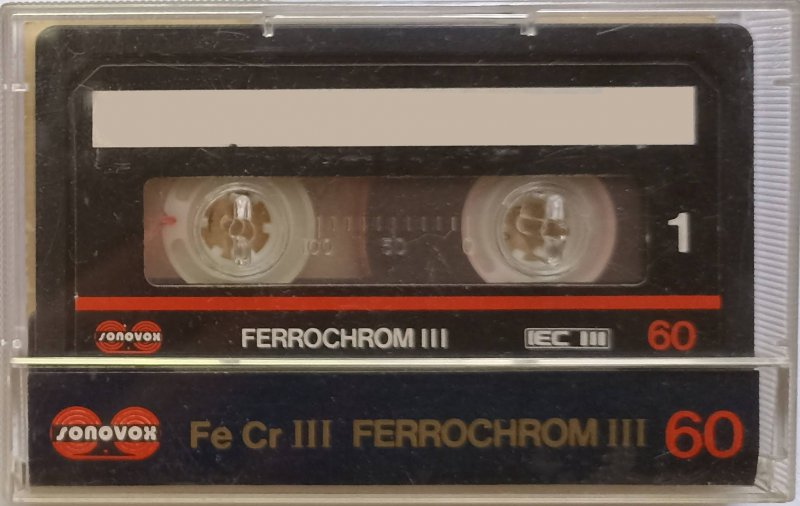 1
100 50 0
sonovox FERROCHROM III IEC III 60
sonovox Fe Cr III FERROCHROM III 60